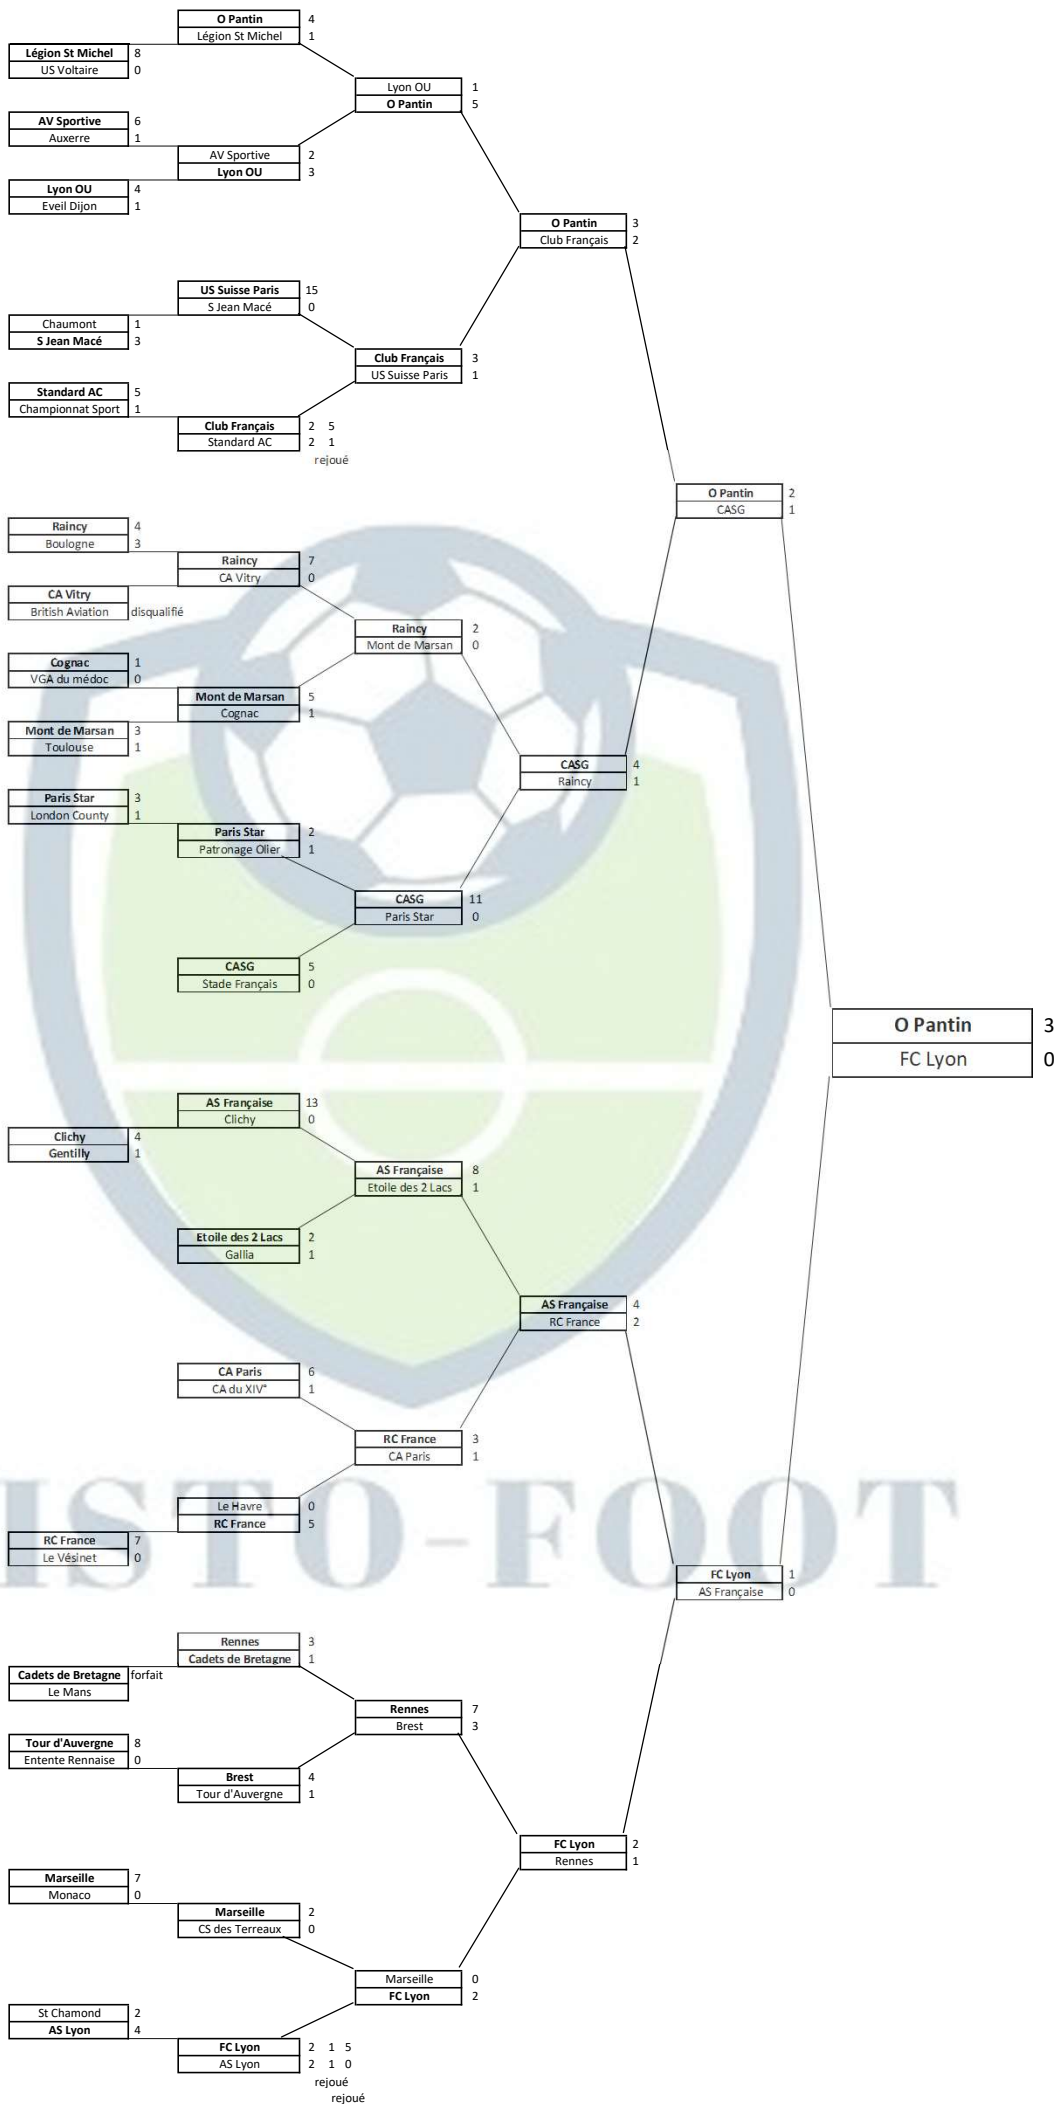 O Pantin 4
Légion St Michel 1
Légion St Michel 8
US Voltaire 0
Lyon OU 1
O Pantin 5
AV Sportive 6
Auxerre 1
AV Sportive 2
Lyon OU 3
Lyon OU 4
Eveil Dijon 1
O Pantin 3
Club Français 2
US Suisse Paris 15
S Jean Macé 0
Chaumont 1
S Jean Macé 3
Club Français 3
US Suisse Paris 1
Standard AC 5
Championnat Sport 1
Club Français 2 5
Standard AC 2 1
rejoué
O Pantin 2
CASG 1
Raincy 4
Boulogne 3
Raincy 7
CA Vitry 0
CA Vitry
British Aviation disqualifié
Raincy 2
Mont de Marsan 0
Cognac 1
VGA du médoc 0
Mont de Marsan 5
Cognac 1
Mont de Marsan 3
Toulouse 1
CASG 4
Raincy 1
Paris Star 3
London County 1
Paris Star 2
Patronage Olier 1
CASG 11
Paris Star 0
CASG 5
Stade Français 0
O Pantin 3
FC Lyon 0
AS Française 13
Clichy 0
Clichy 4
Gentilly 1
AS Française 8
Etoile des 2 Lacs 1
Etoile des 2 Lacs 2
Gallia 1
AS Française 4
RC France 2
CA Paris 6
CA du XIV° 1
RC France 3
CA Paris 1
Le Havre 0
RC France 5
RC France 7
Le Vésinet 0
ISTO-FOOT
FC Lyon 1
AS Française 0
Rennes 3
Cadets de Bretagne 1
Cadets de Bretagne forfait
Le Mans
Rennes 7
Brest 3
Tour d'Auvergne 8
Entente Rennaise 0
Brest 4
Tour d'Auvergne 1
FC Lyon 2
Rennes 1
Marseille 7
Monaco 0
Marseille 2
CS des Terreaux 0
Marseille 0
FC Lyon 2
St Chamond 2
AS Lyon 4
FC Lyon 2 1 5
AS Lyon 2 1 0
rejoué
rejoué